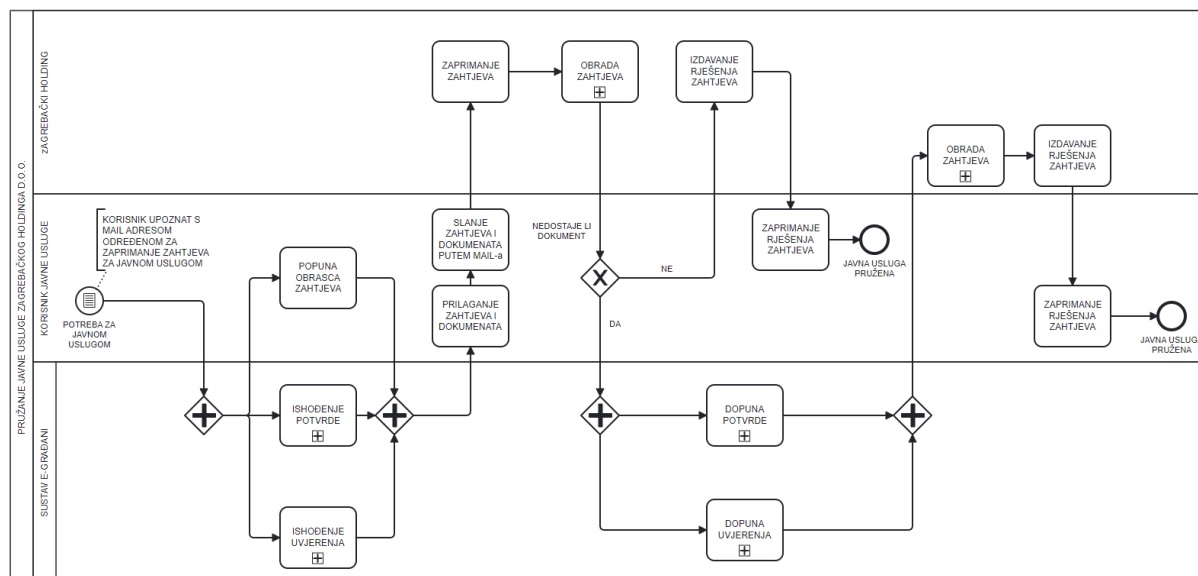 PRUŽANJE JAVNE USLUGE ZAGREBAČKOG HOLDINGA D.O.O.
zAGREBAČKI HOLDING
ZAPRIMANJE
ZAHTJEVA
OBRADA
ZAHTJEVA
IZDAVANJE
RJEŠENJA
ZAHTJEVA
OBRADA
ZAHTJEVA
IZDAVANJE
RJEŠENJA
ZAHTJEVA
KORISNIK JAVNE USLUGE
KORISNIK UPOZNAT S
MAIL ADRESOM
ODREĐENOM ZA
ZAPRIMANJE ZAHTJEVA
ZA JAVNOM USLUGOM
POTREBA ZA
JAVNOM
USLUGOM
POPUNA
OBRASCA
ZAHTJEVA
SLANJE
ZAHTJEVA I
DOKUMENATA
PUTEM MAIL-a
PRILAGANJE
ZAHTJEVA I
DOKUMENATA
NEDOSTAJE LI
DOKUMENT
NE
DA
ZAPRIMANJE
RJEŠENJA
ZAHTJEVA
JAVNA USLUGA
PRUŽENA
ZAPRIMANJE
RJEŠENJA
ZAHTJEVA
JAVNA USLUGA
PRUŽENA
SUSTAV E-GRAĐANI
ISHOĐENJE
POTVRDE
ISHOĐENJE
UVJERENJA
DOPUNA
POTVRDE
DOPUNA
UVJERENJA